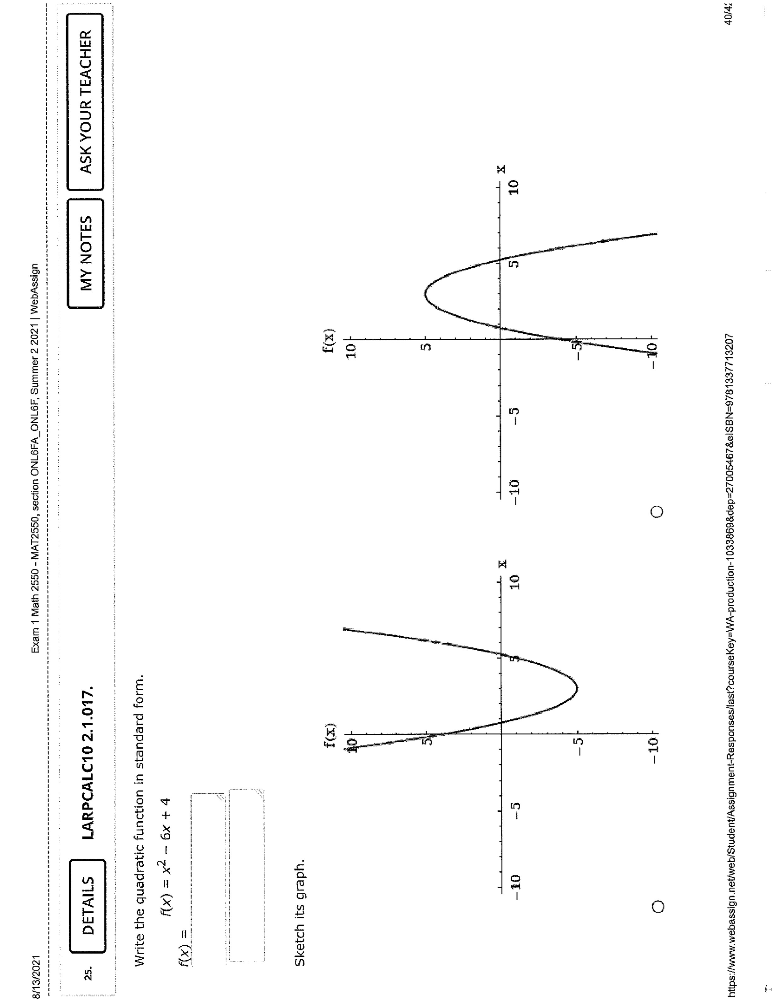 8/13/2021 Exam 1 Math 2550 - MAT2550, section ONL6FA_ONL6F, Summer 2 2021 | WebAssign
25. DETAILS LARPCALC10 2.1.017. MY NOTES ASK YOUR TEACHER
Write the quadratic function in standard form.
f(x) = x² − 6x + 4
f(x) =
Sketch its graph.
f(x)
10
5
−10 −5 5 10 x
−5
−10
f(x)
10
5
−10 −5 5 10 x
−5
−10
https://www.webassign.net/web/Student/Assignment-Responses/last?courseKey=WA-production-1033869&dep=27005467&eISBN=9781337713207 40/42